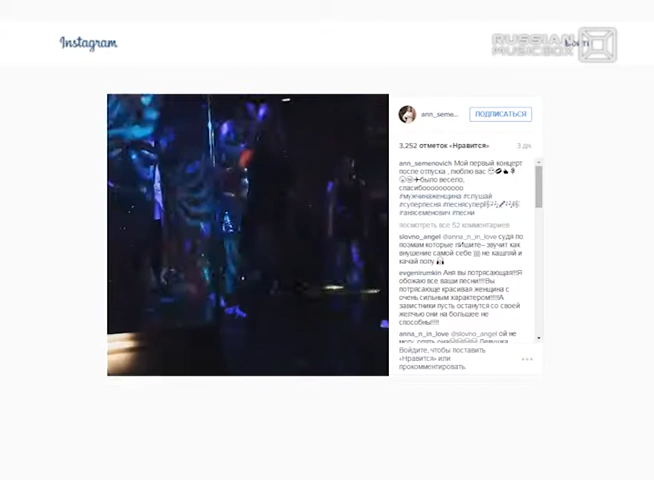 Instagram
RUSSIAN
MUSICBOX
ann_seme...
ПОДПИСАТЬСЯ
3,252 отметок «Нравится»
3 дн.
ann_semenovich Мой первый концерт
после отпуска , люблю вас
было весело,
спасибоооооооооо
#мужчинаженщина #слушай
#суперпесня #песнясупер
#анясеменович #песни
посмотреть все 52 комментариев
slovno_angel @anna_n_in_love судя по
поэмам которые пишите– звучит как
внушение самой себе ))) не кашляй и
качай попу
evgenirumkin Аня вы потрясающая!!!Я
обожаю все ваши песни!!!!Вы
потрясающе красивая женщина с
очень сильным характером!!!!!А
завистники пусть останутся со своей
желчью они на большее не
способны!!!!
anna_n_in_love @slovno_angel ой не
Войдите, чтобы поставить
«Нравится» или
прокомментировать.